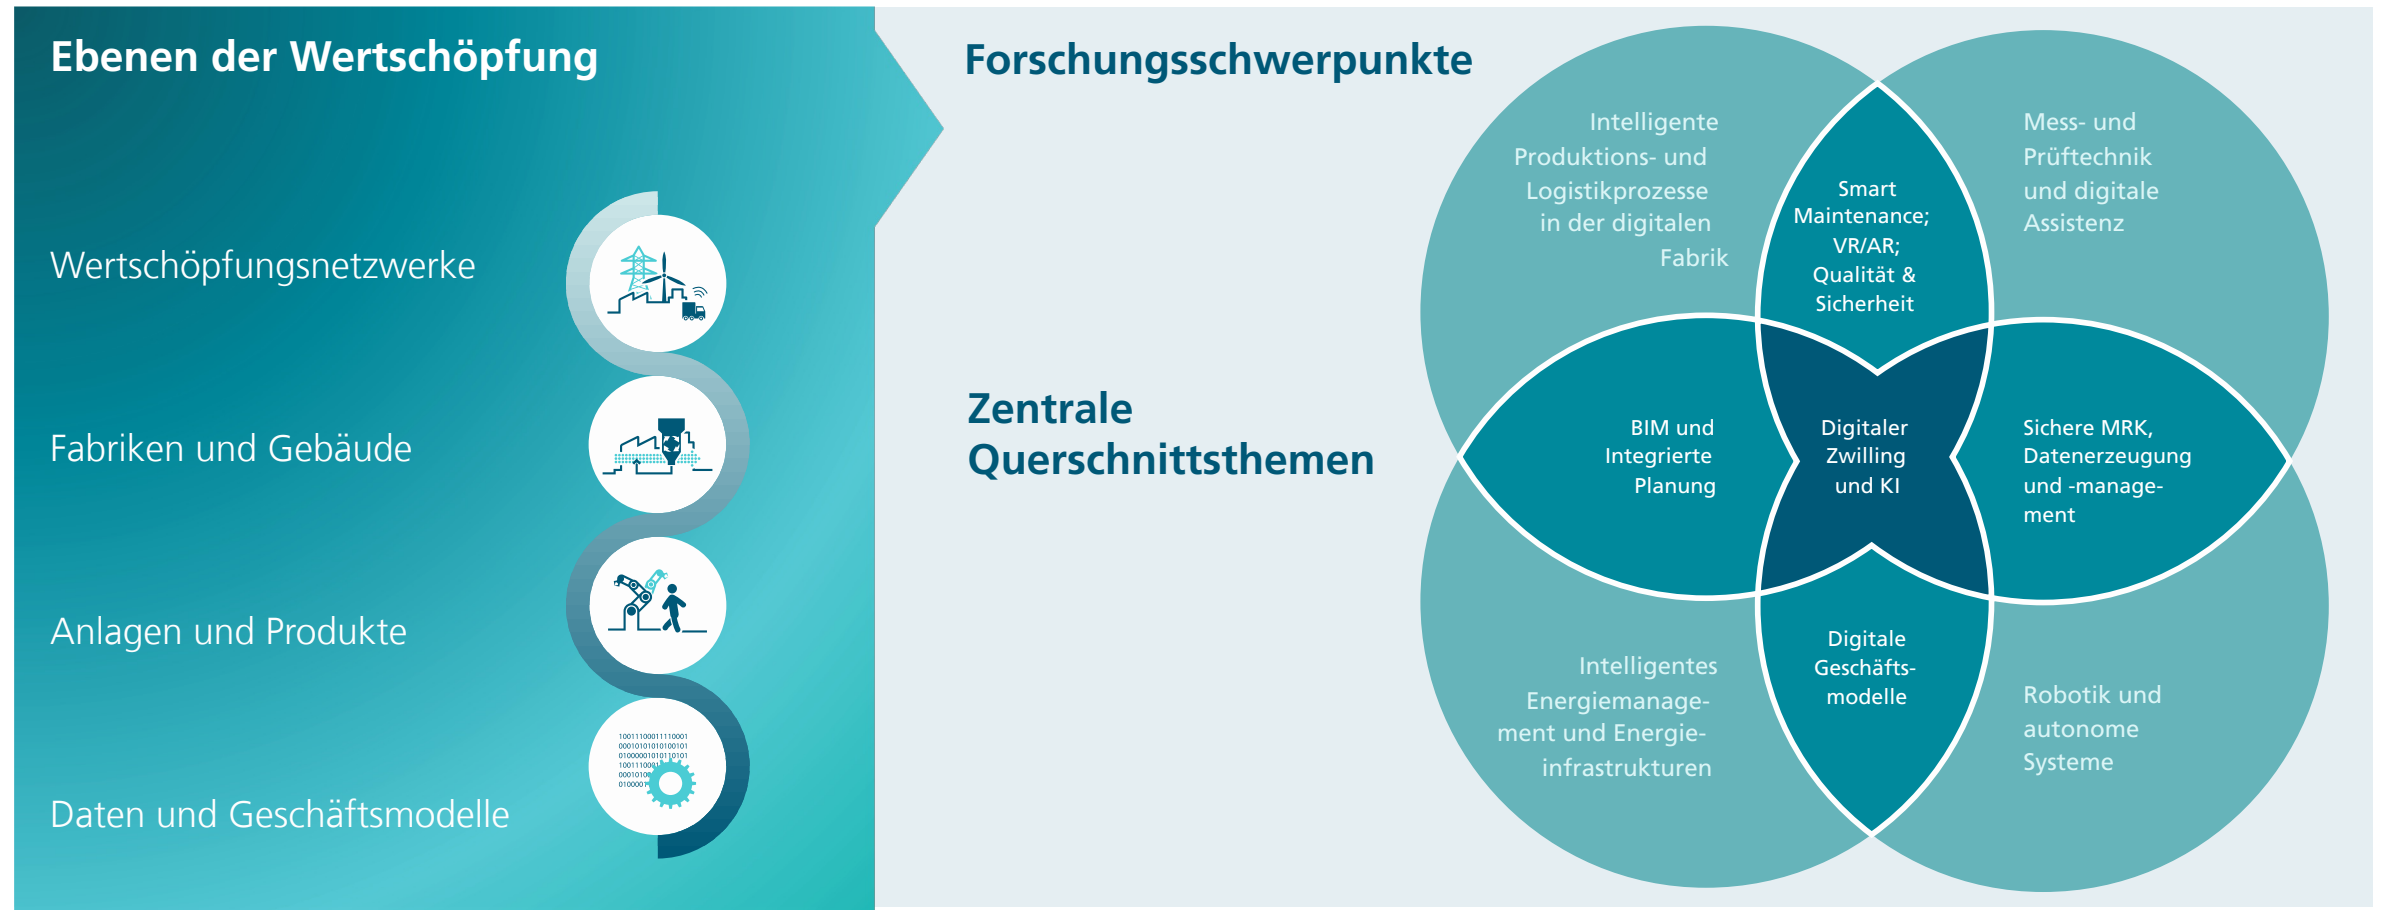 Ebenen der Wertschöpfung
Wertschöpfungsnetzwerke
Fabriken und Gebäude
Anlagen und Produkte
Daten und Geschäftsmodelle
10011100011110001
00010101010100101
01000001010110101
Forschungsschwerpunkte
Zentrale
Querschnittsthemen
Intelligente
Produktions- und
Logistikprozesse
in der digitalen
Fabrik
Smart
Maintenance;
VR/AR;
Qualität &
Sicherheit
Mess- und
Prüftechnik
und digitale
Assistenz
BIM und
Integrierte
Planung
Digitaler
Zwilling
und KI
Sichere MRK,
Datenerzeugung
und -manage-
ment
Intelligentes
Energiemanage-
ment und Energie-
infrastrukturen
Digitale
Geschäfts-
modelle
Robotik und
autonome
Systeme